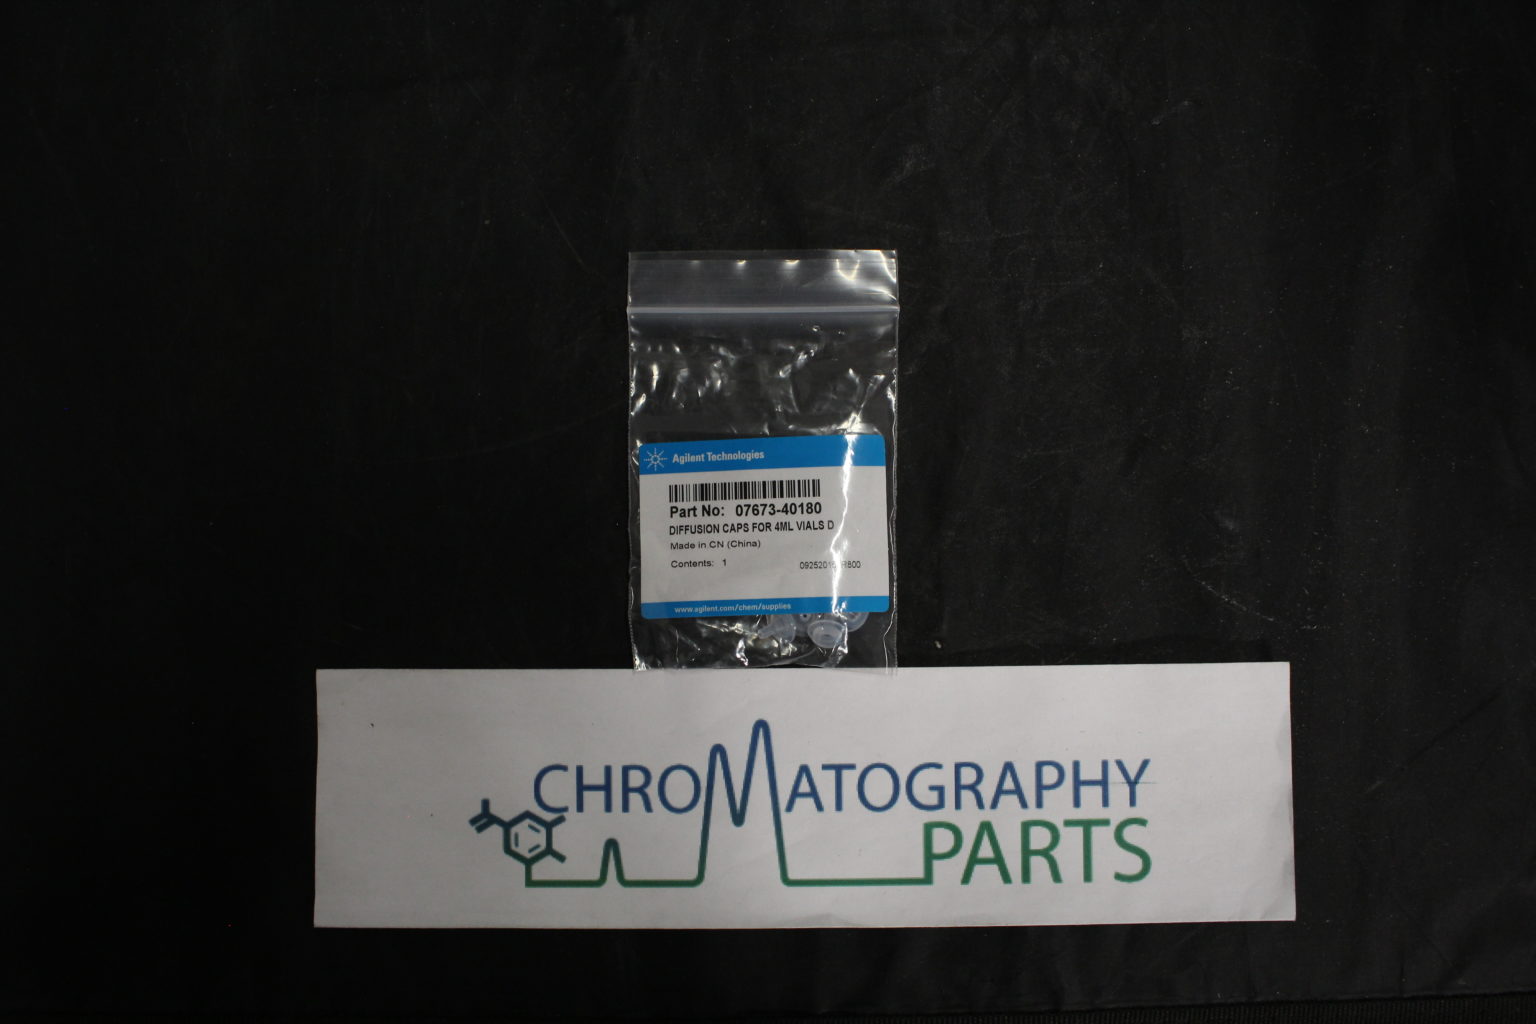 Agilent Technologies
Part No: 07673-40180
DIFFUSION CAPS FOR 4ML VIALS D
Made in CN (China)
Contents: 1
www.agilent.com/chem/supplies
CHROMATOGRAPHY
PARTS